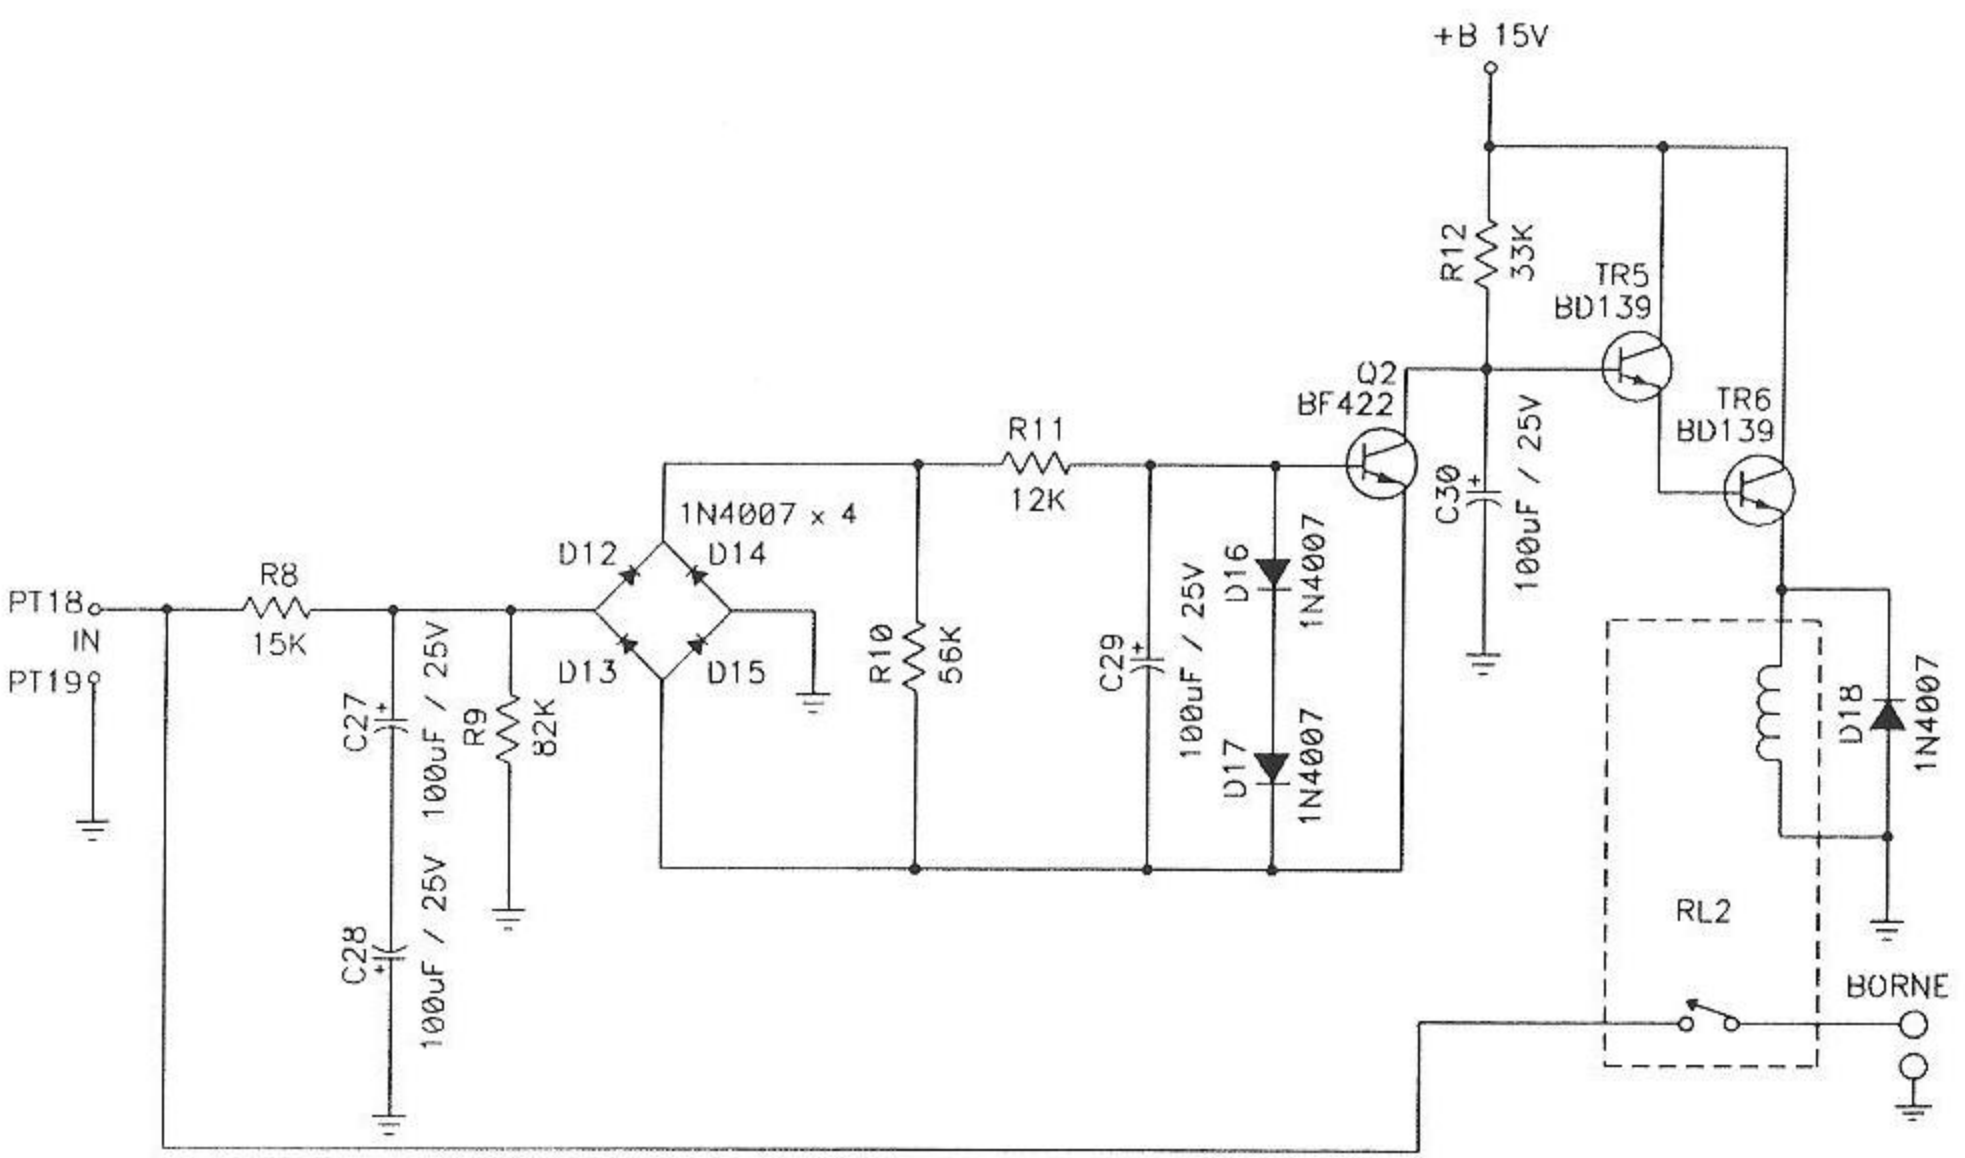 +B 15V
R12
33K
TR5
BD139
Q2
BF422
TR6
BD139
R11
12K
C30
+
100uF / 25V
1N4007 x 4
D12
D14
D13
D15
R8
15K
PT18
IN
PT19
C27
+
100uF / 25V
R9
82K
R10
56K
C29
+
100uF / 25V
D16
1N4007
D17
1N4007
D18
1N4007
C28
+
100uF / 25V
RL2
BORNE